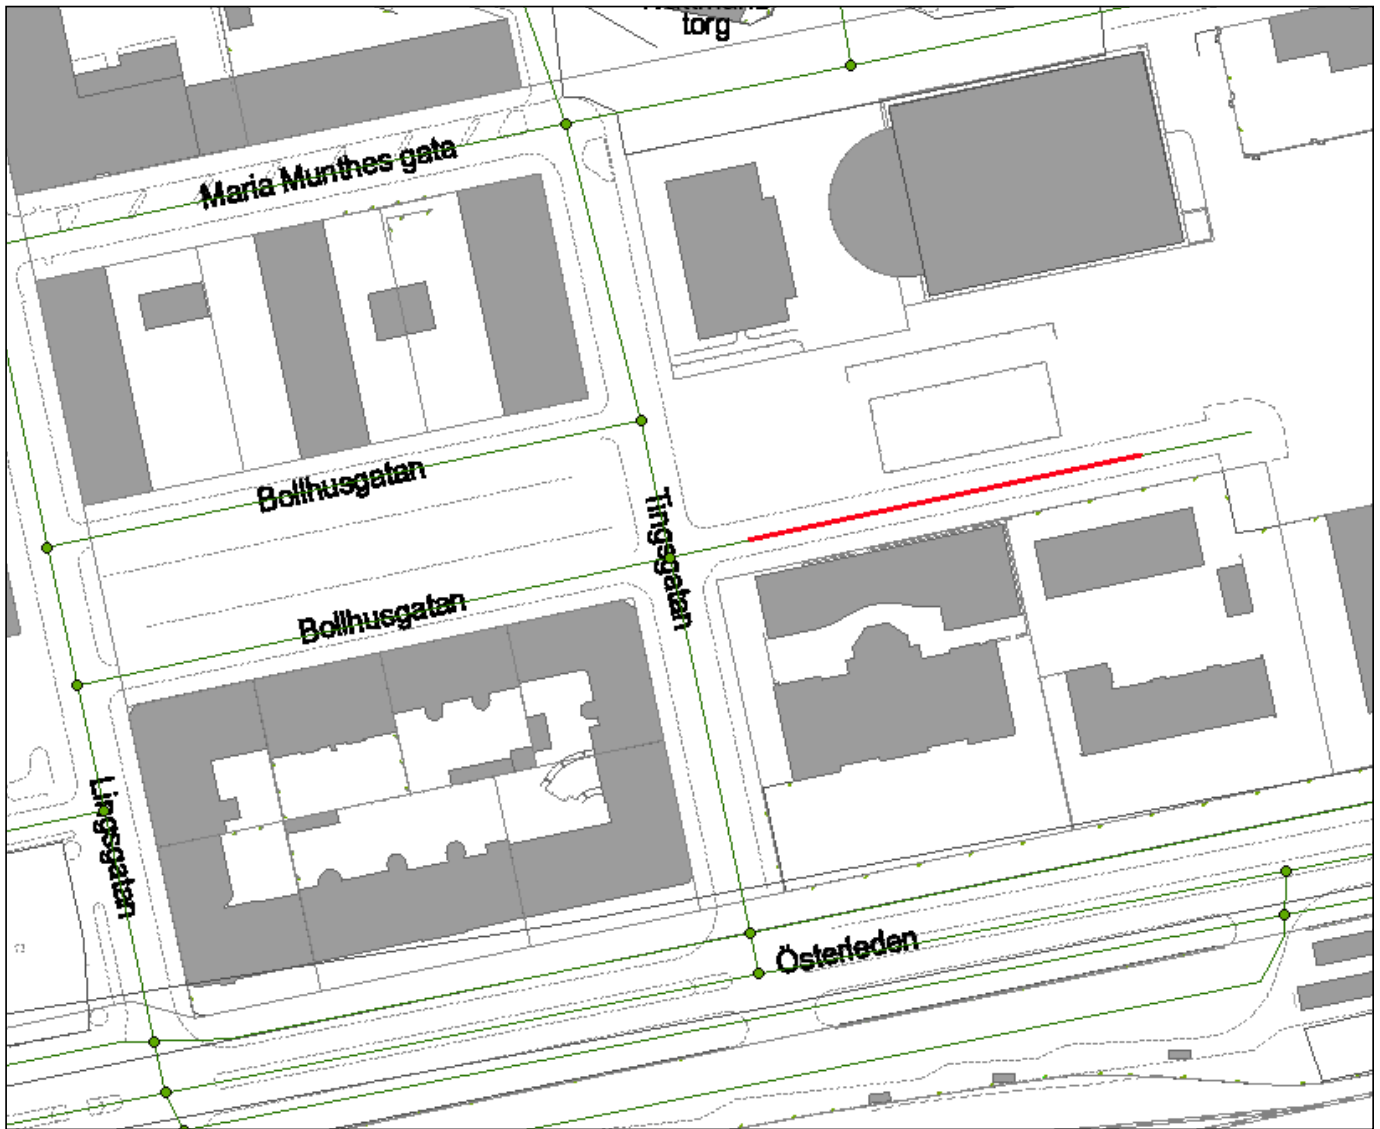 torg
Maria Munthes gata
Bollhusgatan
Tingsgatan
Bollhusgatan
Lingsgatan
Österleden